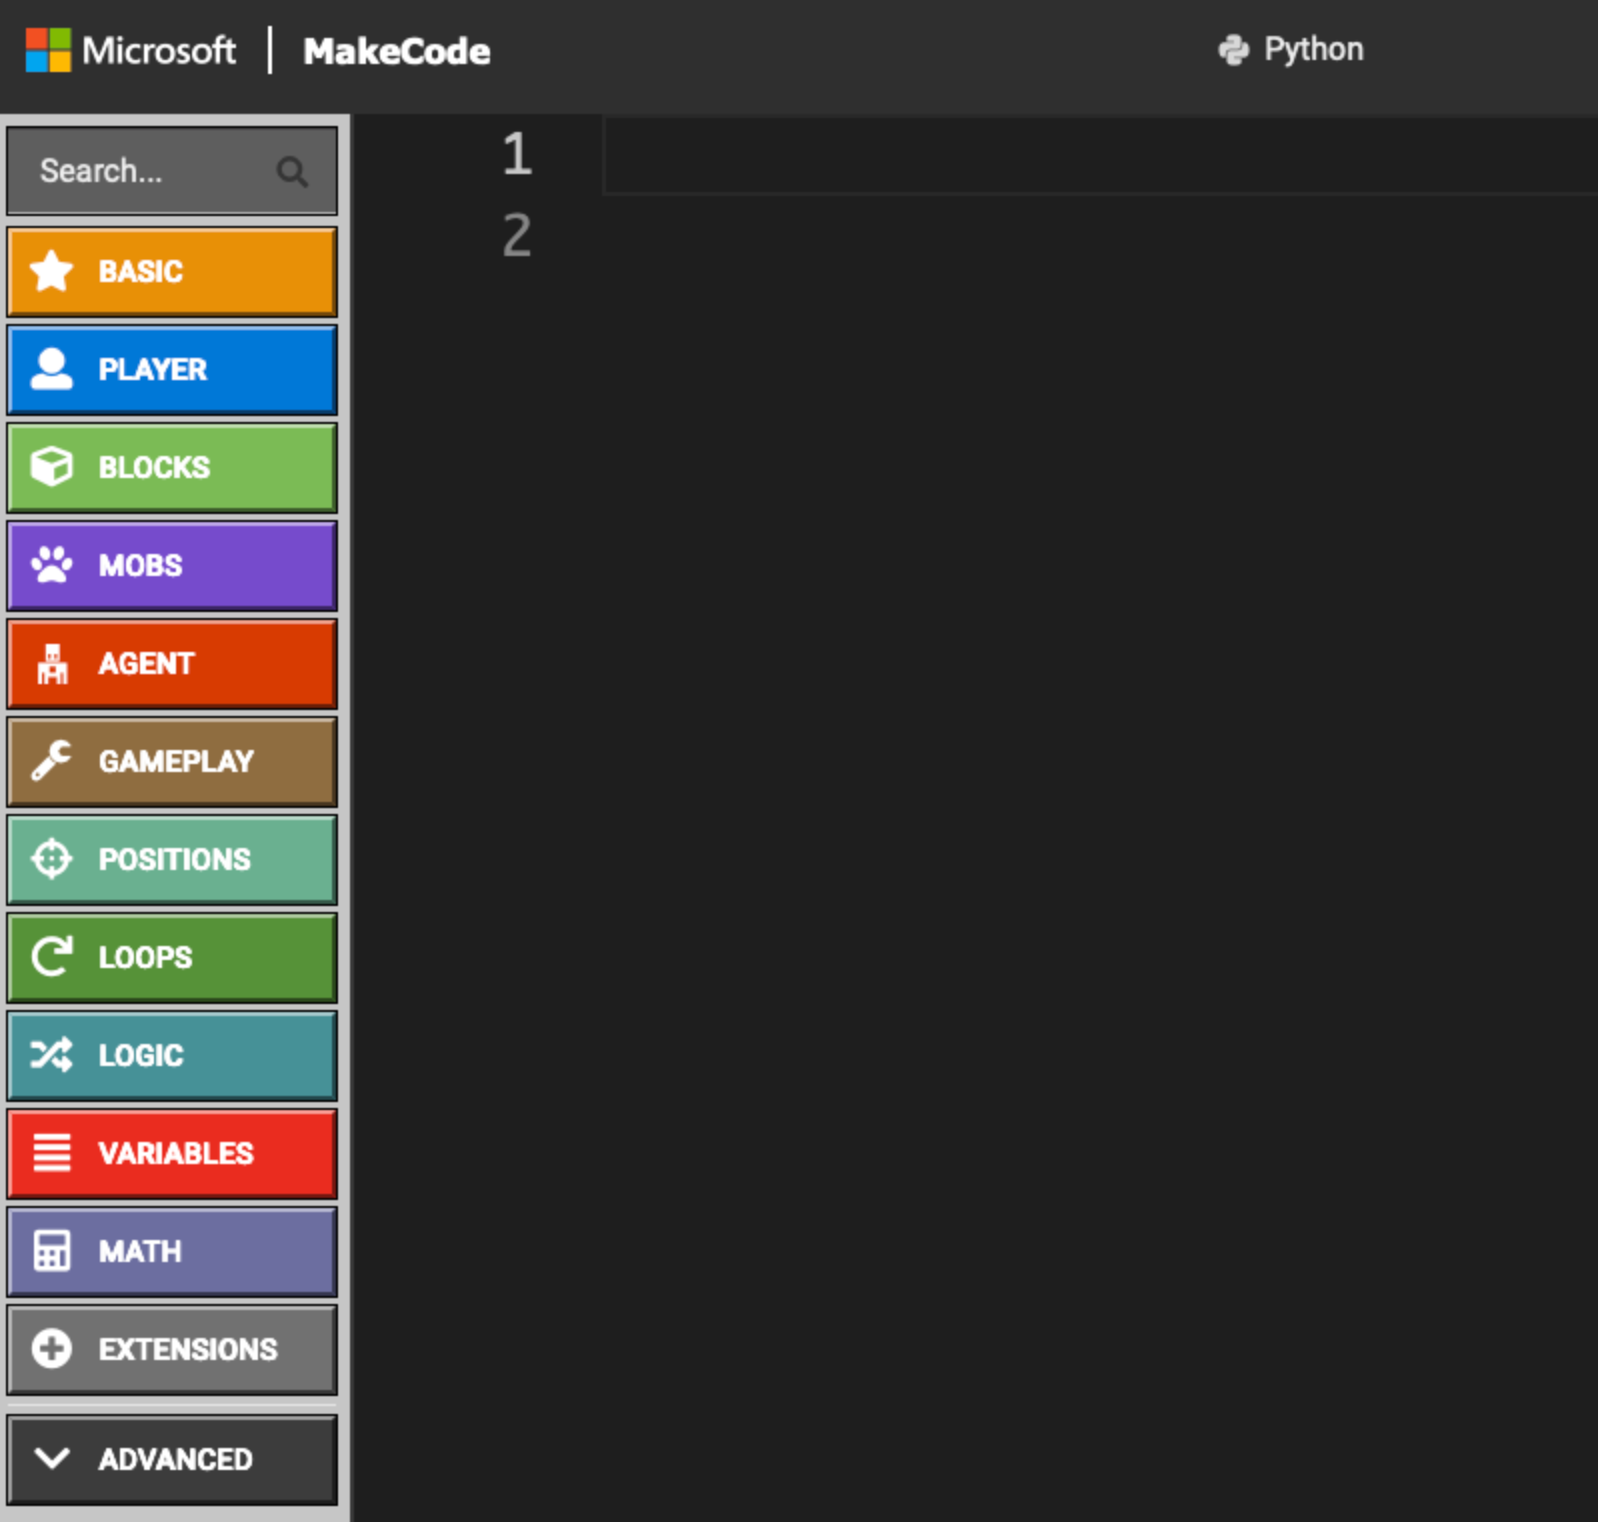 Microsoft | MakeCode
Python
Search...
1
2
BASIC
PLAYER
BLOCKS
MOBS
AGENT
GAMEPLAY
POSITIONS
LOOPS
LOGIC
VARIABLES
MATH
EXTENSIONS
ADVANCED